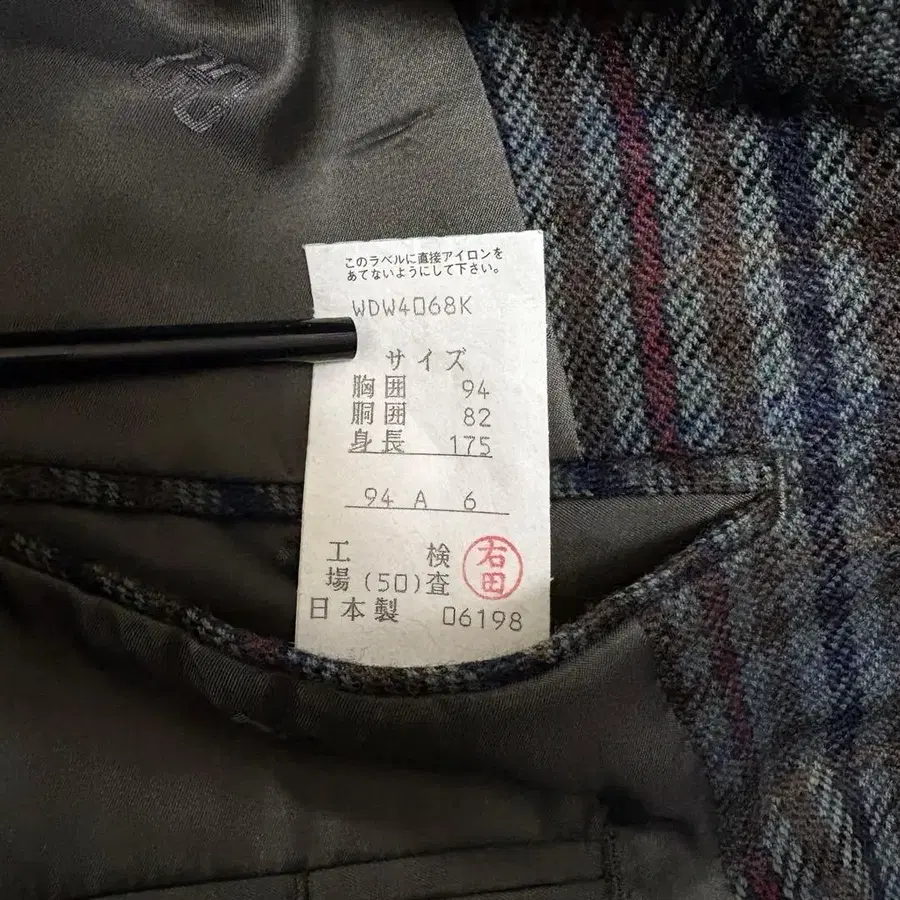 このラベルに直接アイロンを
あてないようにして下さい。
WDW4068K
サイズ
胸囲 94
胴囲 82
身長 175
94 A 6
工 検 右
場(50)査 田
日本製 06198